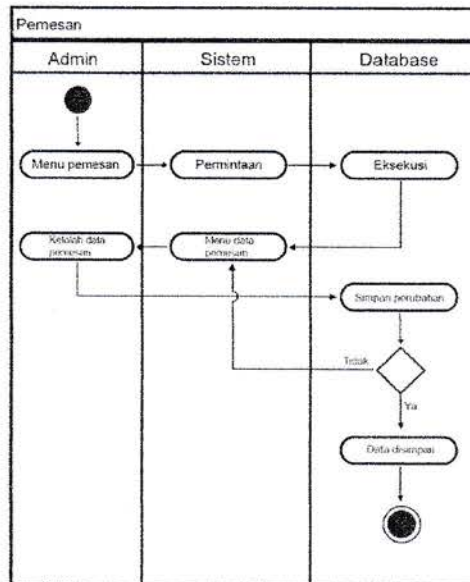 Pemesan
Admin
Sistem
Database
Menu pemesan
Permintaan
Eksekusi
Kelolah data
pemesan
Menu data
pemesan
Simpan perubahan
Tidak
Ya
Data disimpan